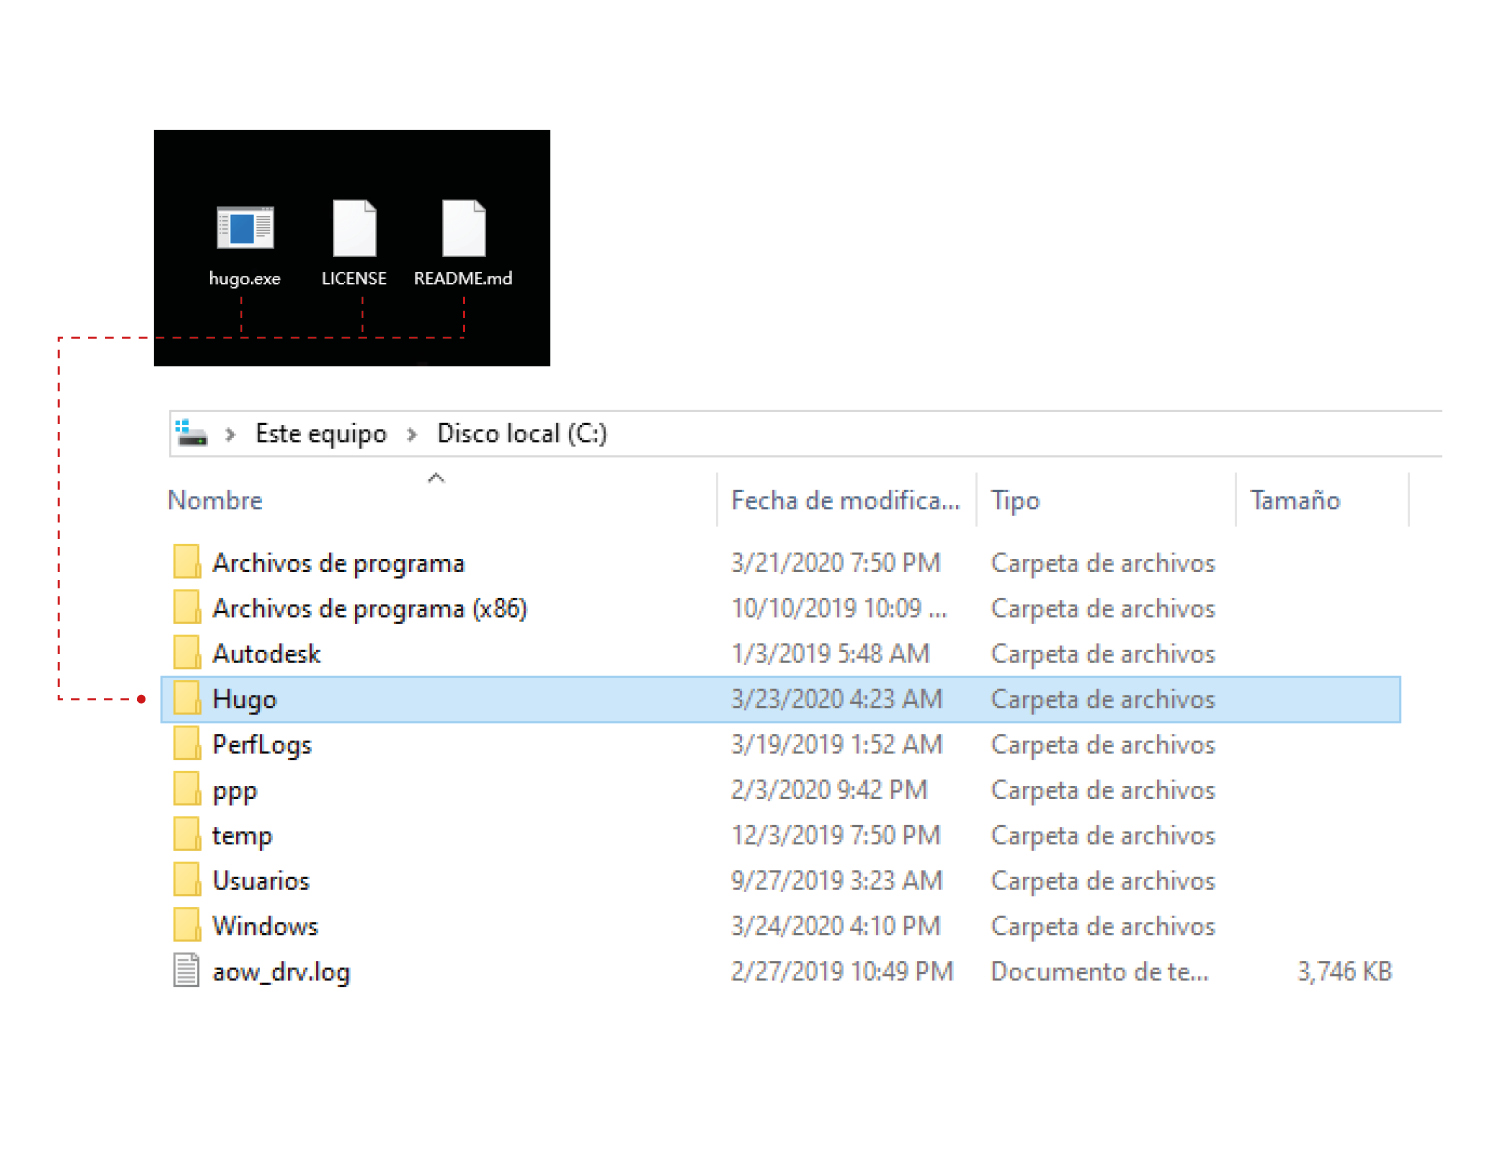 hugo.exe LICENSE README.md
Este equipo Disco local (C:)
Nombre Fecha de modifica... Tipo Tamaño
Archivos de programa 3/21/2020 7:50 PM Carpeta de archivos
Archivos de programa (x86) 10/10/2019 10:09 ... Carpeta de archivos
Autodesk 1/3/2019 5:48 AM Carpeta de archivos
Hugo 3/23/2020 4:23 AM Carpeta de archivos
PerfLogs 3/19/2019 1:52 AM Carpeta de archivos
ppp 2/3/2020 9:42 PM Carpeta de archivos
temp 12/3/2019 7:50 PM Carpeta de archivos
Usuarios 9/27/2019 3:23 AM Carpeta de archivos
Windows 3/24/2020 4:10 PM Carpeta de archivos
aow_drv.log 2/27/2019 10:49 PM Documento de te... 3,746 KB